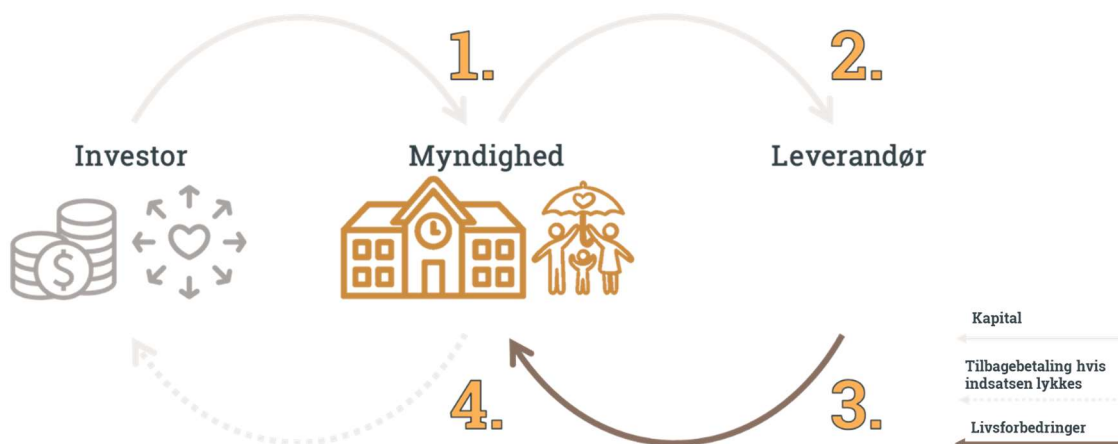 1.
2.
Investor
Myndighed
Leverandør
$
4.
3.
Kapital
Tilbagebetaling hvis
indsatsen lykkes
Livsforbedringer